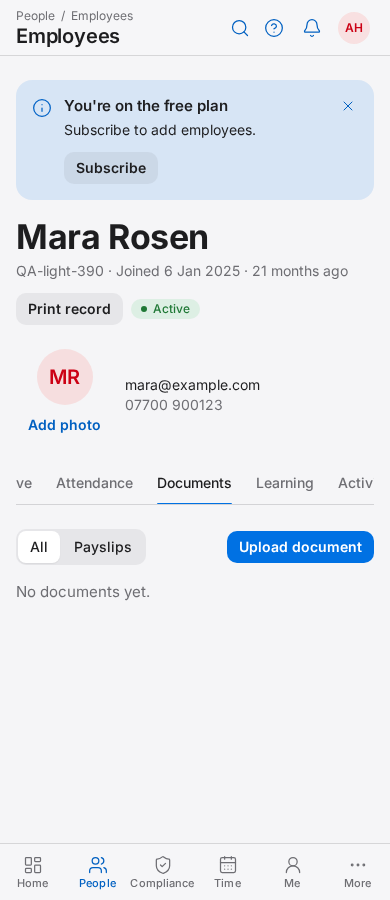 People / Employees
Employees
AH
You're on the free plan
Subscribe to add employees.
Subscribe
Mara Rosen
QA-light-390 · Joined 6 Jan 2025 · 21 months ago
Print record
Active
MR
Add photo
mara@example.com
07700 900123
ve Attendance Documents Learning Activ
All Payslips Upload document
No documents yet.
Home People Compliance Time Me More